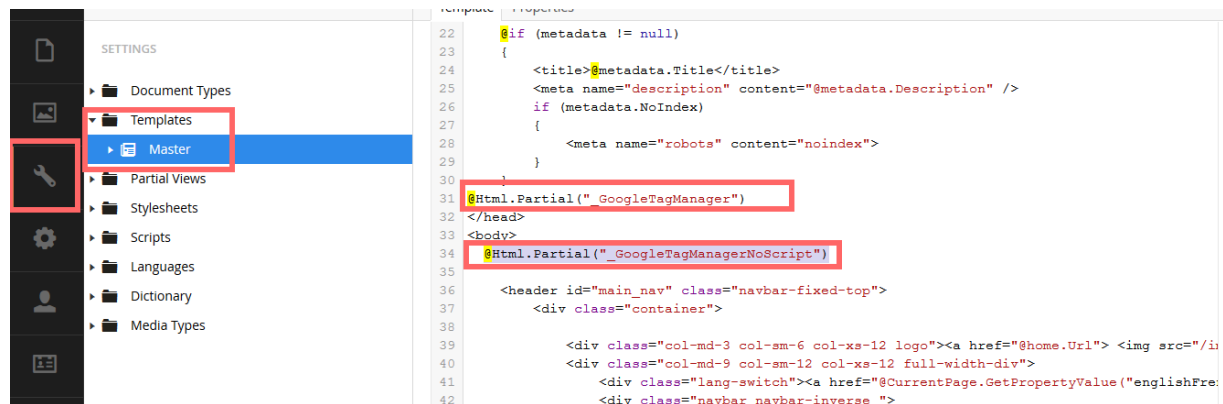 Template Properties
SETTINGS
Document Types
Templates
Master
Partial Views
Stylesheets
Scripts
Languages
Dictionary
Media Types
22 @if (metadata != null)
23 {
24 <title>@metadata.Title</title>
25 <meta name="description" content="@metadata.Description" />
26 if (metadata.NoIndex)
27 {
28 <meta name="robots" content="noindex">
29 }
30 }
31 @Html.Partial("_GoogleTagManager")
32 </head>
33 <body>
34 @Html.Partial("_GoogleTagManagerNoScript")
35
36 <header id="main_nav" class="navbar-fixed-top">
37 <div class="container">
38
39 <div class="col-md-3 col-sm-6 col-xs-12 logo"><a href="@home.Url"> <img src="/i
40 <div class="col-md-9 col-sm-12 col-xs-12 full-width-div">
41 <div class="lang-switch"><a href="@CurrentPage.GetPropertyValue("englishFre
42 <div class="navbar navbar-inverse ">